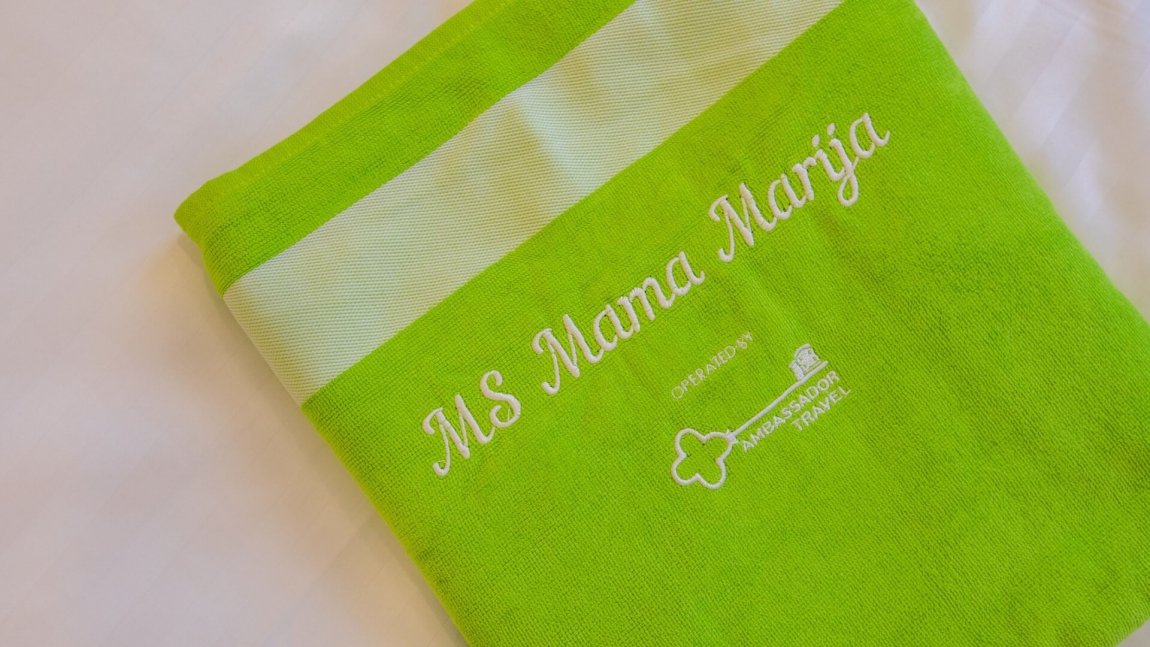 MS Mama Marija
OPERATED BY
AMBASSADOR
TRAVEL